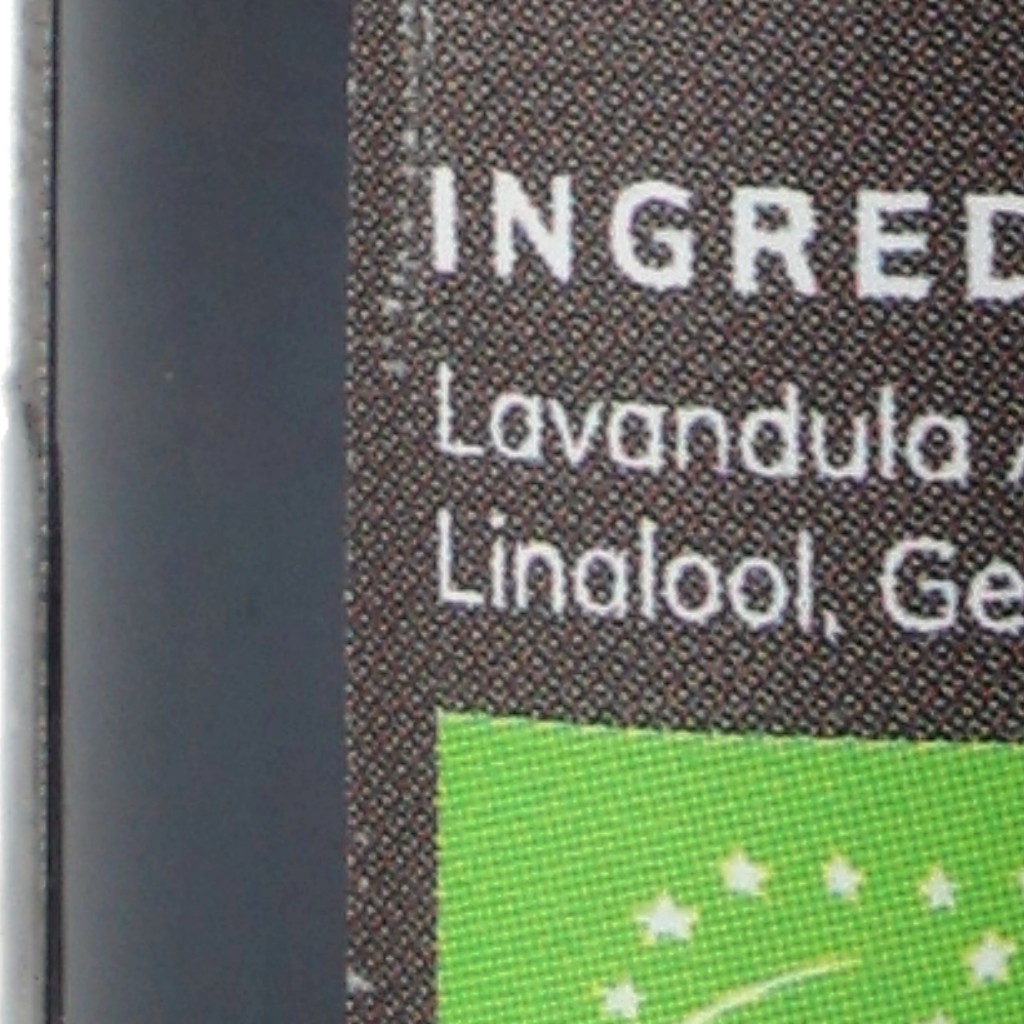 INGRED
Lavandula
Linalool, Ge